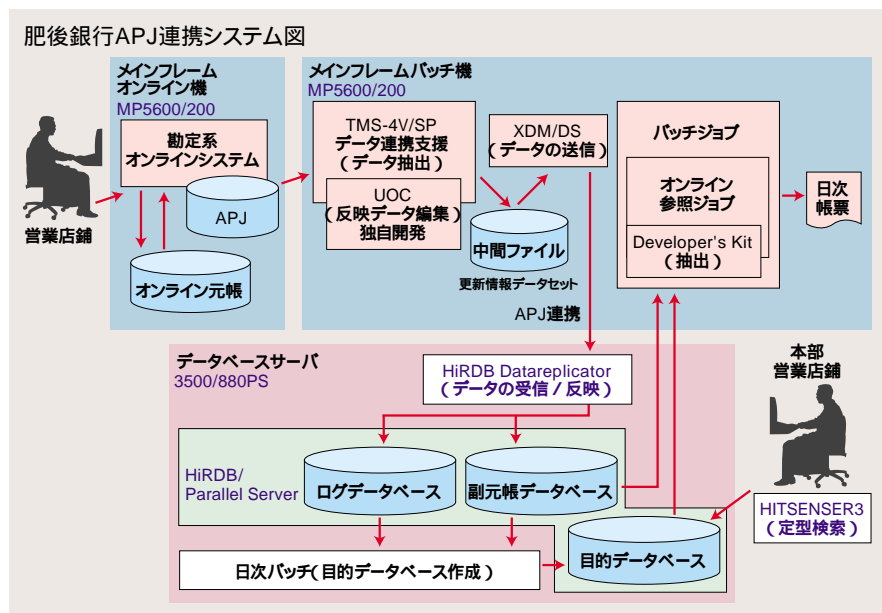 肥後銀行APJ連携システム図
メインフレーム
オンライン機
MP5600/200
勘定系
オンラインシステム
APJ
オンライン元帳
営業店舗
メインフレームバッチ機
MP5600/200
TMS-4V/SP
データ連携支援
（データ抽出）
UOC
（反映データ編集）
独自開発
XDM/DS
（データの送信）
中間ファイル
更新情報データセット
APJ連携
バッチジョブ
オンライン
参照ジョブ
Developer's Kit
（抽出）
日次
帳票
データベースサーバ
3500/880PS
HiRDB Datareplicator
（データの受信／反映）
本部
営業店舗
HiRDB/
Parallel Server
ログデータベース
副元帳データベース
HITSENSER3
（定型検索）
目的データベース
日次バッチ（目的データベース作成）